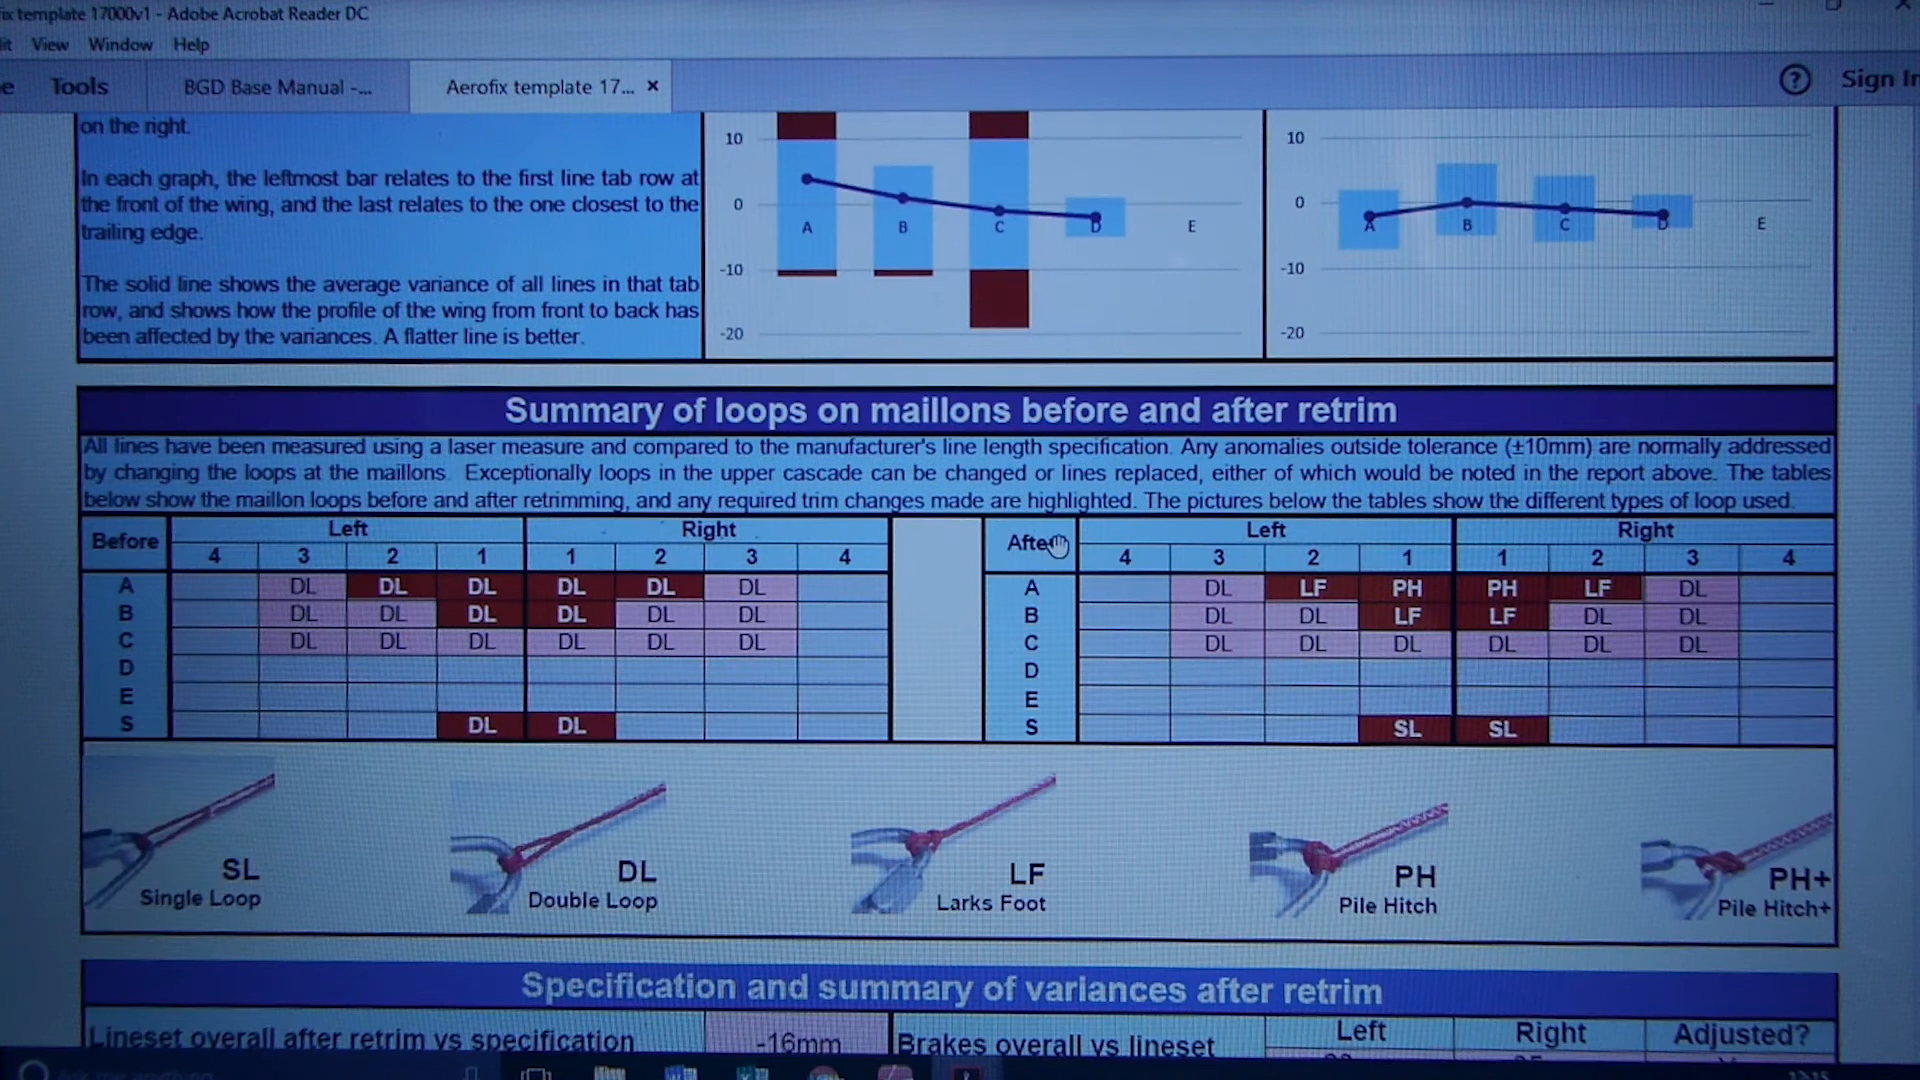 fix template 17000v1 - Adobe Acrobat Reader DC
View Window Help
Tools BGD Base Manual -... Aerofix template 17... × ? Sign In
on the right.
In each graph, the leftmost bar relates to the first line tab row at
the front of the wing, and the last relates to the one closest to the
trailing edge.
The solid line shows the average variance of all lines in that tab
row, and shows how the profile of the wing from front to back has
been affected by the variances. A flatter line is better.
10
0
-10
-20
A B C D E
10
0
-10
-20
A B C D E
Summary of loops on maillons before and after retrim
All lines have been measured using a laser measure and compared to the manufacturer's line length specification. Any anomalies outside tolerance (±10mm) are normally addressed
by changing the loops at the maillons. Exceptionally loops in the upper cascade can be changed or lines replaced, either of which would be noted in the report above. The tables
below show the maillon loops before and after retrimming, and any required trim changes made are highlighted. The pictures below the tables show the different types of loop used.
Before Left Right
4 3 2 1 1 2 3 4
A DL DL DL DL DL DL
B DL DL DL DL DL DL
C DL DL DL DL DL DL
D
E
S DL DL
After Left Right
4 3 2 1 1 2 3 4
A DL LF PH PH LF DL
B DL DL LF LF DL DL
C DL DL DL DL DL DL
D
E
S SL SL
SL
Single Loop
DL
Double Loop
LF
Larks Foot
PH
Pile Hitch
PH+
Pile Hitch+
Specification and summary of variances after retrim
Lineset overall after retrim vs specification -16mm Brakes overall vs lineset Left Right Adjusted?